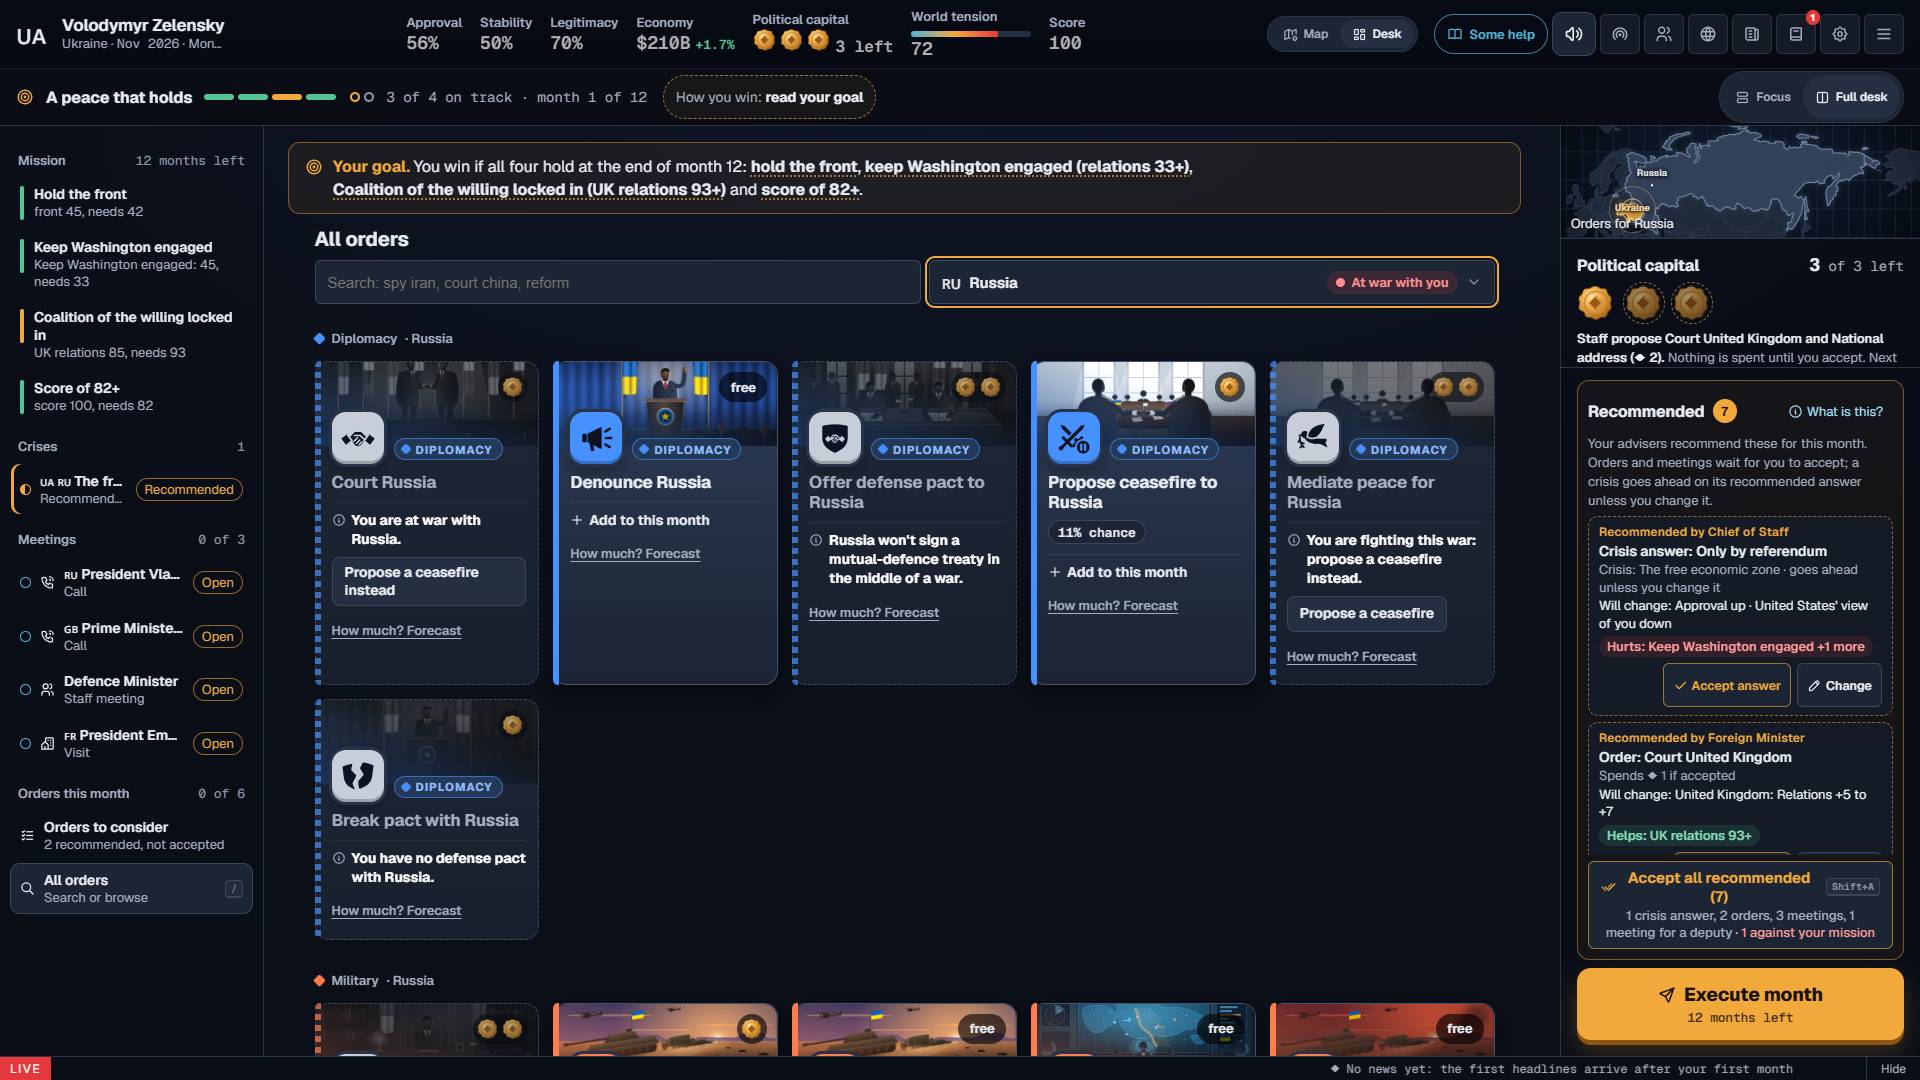 UA
Volodymyr Zelensky
Ukraine · Nov 2026 · Mon…
Approval
56%
Stability
50%
Legitimacy
70%
Economy
$210B +1.7%
Political capital
3 left
World tension
72
Score
100
Map
Desk
Some help
1
A peace that holds
3 of 4 on track · month 1 of 12
How you win: read your goal
Focus
Full desk
Mission
12 months left
Hold the front
front 45, needs 42
Keep Washington engaged
Keep Washington engaged: 45,
needs 33
Coalition of the willing locked
in
UK relations 85, needs 93
Score of 82+
score 100, needs 82
Crises
1
UA RU The fr…
Recommend…
Recommended
Meetings
0 of 3
RU President Vla…
Call
Open
GB Prime Ministe…
Call
Open
Defence Minister
Staff meeting
Open
FR President Em…
Visit
Open
Orders this month
0 of 6
Orders to consider
2 recommended, not accepted
All orders
Search or browse
/
Your goal. You win if all four hold at the end of month 12: hold the front, keep Washington engaged (relations 33+),
Coalition of the willing locked in (UK relations 93+) and score of 82+.
All orders
Search: spy iran, court china, reform
RU Russia
At war with you
Diplomacy · Russia
DIPLOMACY
Court Russia
You are at war with
Russia.
Propose a ceasefire
instead
How much? Forecast
free
DIPLOMACY
Denounce Russia
Add to this month
How much? Forecast
DIPLOMACY
Offer defense pact to
Russia
Russia won't sign a
mutual-defence treaty in
the middle of a war.
How much? Forecast
DIPLOMACY
Propose ceasefire to
Russia
11% chance
Add to this month
How much? Forecast
DIPLOMACY
Mediate peace for
Russia
You are fighting this war:
propose a ceasefire
instead.
Propose a ceasefire
How much? Forecast
DIPLOMACY
Break pact with Russia
You have no defense pact
with Russia.
How much? Forecast
Military · Russia
free
free
free
Russia
Ukraine
Orders for Russia
Political capital
3 of 3 left
Staff propose Court United Kingdom and National
address (◆ 2). Nothing is spent until you accept. Next
Recommended 7
What is this?
Your advisers recommend these for this month.
Orders and meetings wait for you to accept; a
crisis goes ahead on its recommended answer
unless you change it.
Recommended by Chief of Staff
Crisis answer: Only by referendum
Crisis: The free economic zone · goes ahead
unless you change it
Will change: Approval up · United States' view
of you down
Hurts: Keep Washington engaged +1 more
Accept answer
Change
Recommended by Foreign Minister
Order: Court United Kingdom
Spends ◆ 1 if accepted
Will change: United Kingdom: Relations +5 to
+7
Helps: UK relations 93+
Accept all recommended
(7)
Shift+A
1 crisis answer, 2 orders, 3 meetings, 1
meeting for a deputy · 1 against your mission
Execute month
12 months left
LIVE
◆ No news yet: the first headlines arrive after your first month
Hide